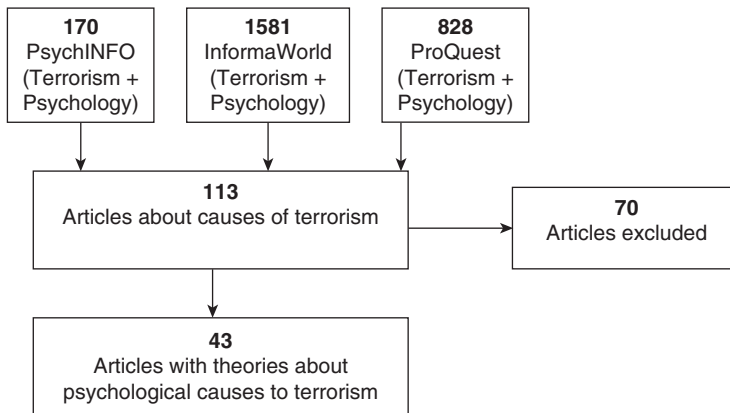 170
PsychINFO
(Terrorism +
Psychology)
1581
InformaWorld
(Terrorism +
Psychology)
828
ProQuest
(Terrorism +
Psychology)
113
Articles about causes of terrorism
70
Articles excluded
43
Articles with theories about
psychological causes to terrorism